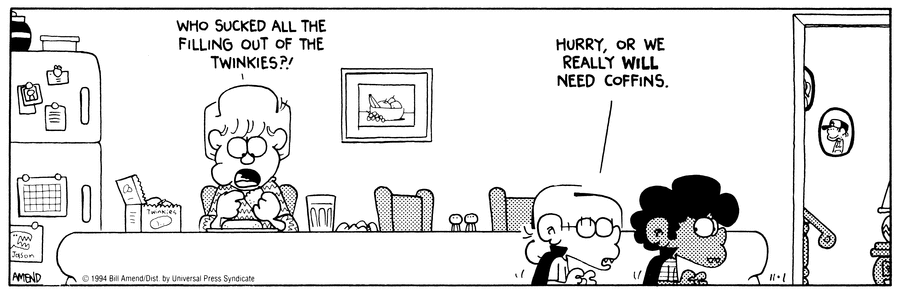 WHO SUCKED ALL THE
FILLING OUT OF THE
TWINKIES?!
HURRY, OR WE
REALLY WILL
NEED COFFINS.
Twinkies
Jason
AMEND
© 1994 Bill Amend/Dist. by Universal Press Syndicate
11•1